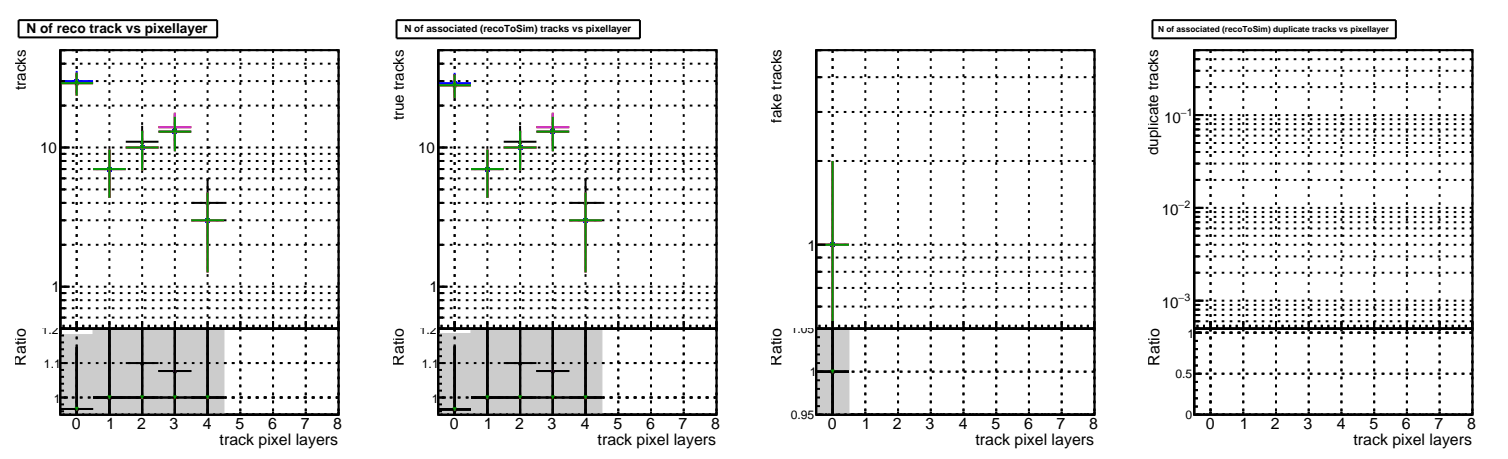 N of reco track vs pixellayer
tracks
10
1
Ratio
1.2
1.1
1
0 1 2 3 4 5 6 7 8
track pixel layers
N of associated (recoToSim) tracks vs pixellayer
true tracks
10
1
Ratio
1.2
1.1
1
0 1 2 3 4 5 6 7 8
track pixel layers
fake tracks
1
Ratio
1.05
1
0.95
0 1 2 3 4 5 6 7 8
track pixel layers
N of associated (recoToSim) duplicate tracks vs pixellayer
duplicate tracks
10⁻¹
10⁻²
10⁻³
Ratio
1
0.5
0
0 1 2 3 4 5 6 7 8
track pixel layers